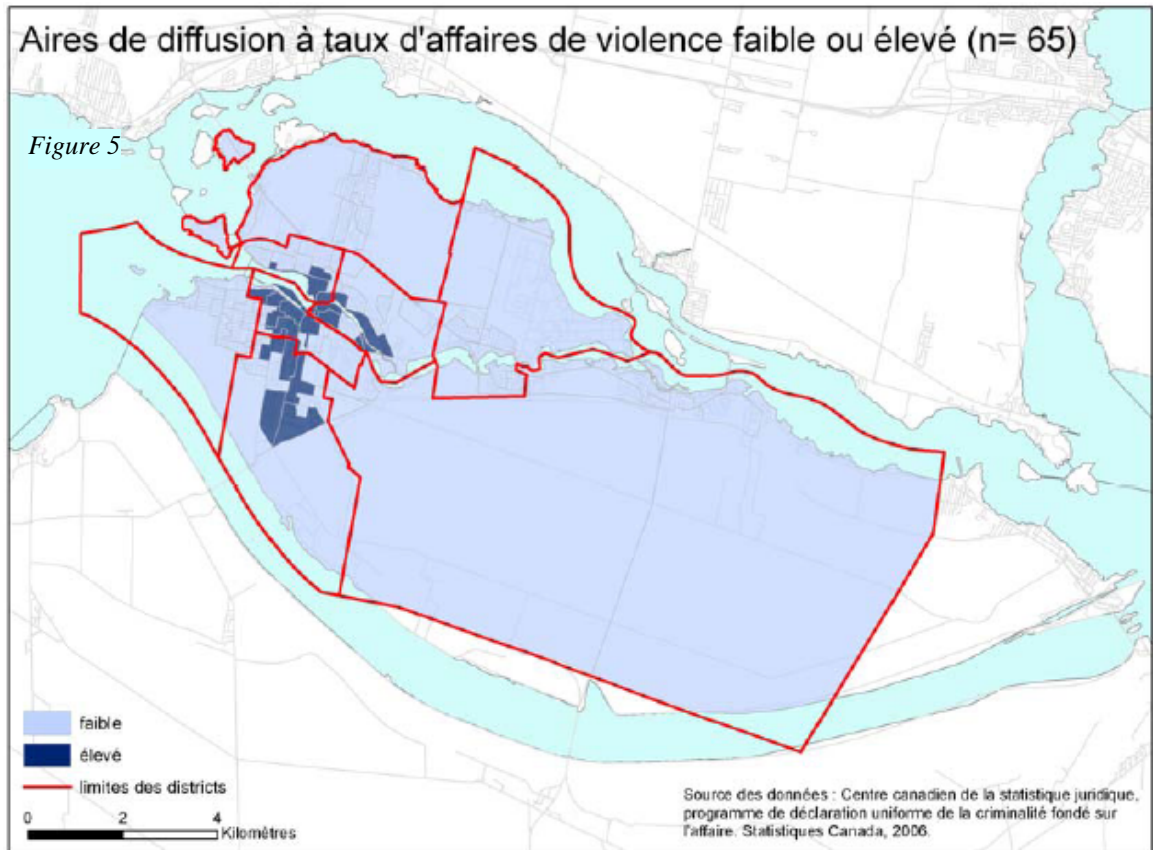 Aires de diffusion à taux d'affaires de violence faible ou élevé (n= 65)
Figure 5
faible
élevé
limites des districts
0 2 4
Kilomètres
Source des données : Centre canadien de la statistique juridique,
programme de déclaration uniforme de la criminalité fondé sur
l'affaire. Statistiques Canada, 2006.